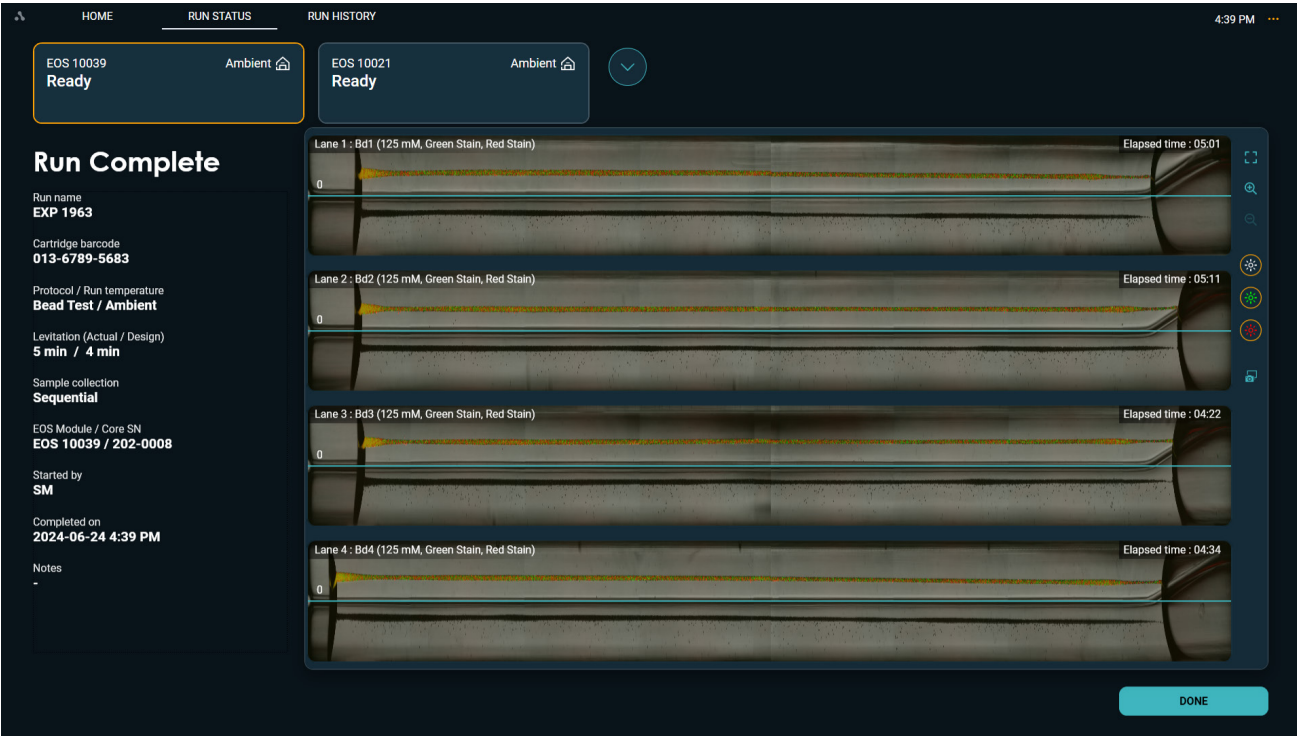 HOME
RUN STATUS
RUN HISTORY
4:39 PM
EOS 10039
Ambient
Ready
EOS 10021
Ambient
Ready
Run Complete
Run name
EXP 1963
Cartridge barcode
013-6789-5683
Protocol / Run temperature
Bead Test / Ambient
Levitation (Actual / Design)
5 min / 4 min
Sample collection
Sequential
EOS Module / Core SN
EOS 10039 / 202-0008
Started by
SM
Completed on
2024-06-24 4:39 PM
Notes
-
Lane 1 : Bd1 (125 mM, Green Stain, Red Stain)
Elapsed time : 05:01
0
Lane 2 : Bd2 (125 mM, Green Stain, Red Stain)
Elapsed time : 05:11
0
Lane 3 : Bd3 (125 mM, Green Stain, Red Stain)
Elapsed time : 04:22
0
Lane 4 : Bd4 (125 mM, Green Stain, Red Stain)
Elapsed time : 04:34
0
DONE